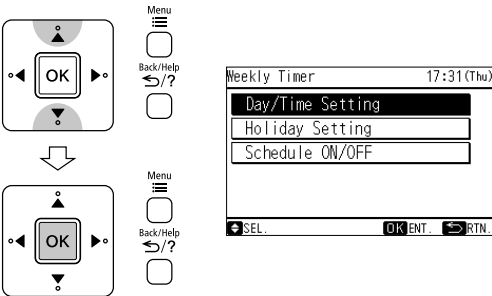 Menu
OK
Back/Help
/?
Weekly Timer 17:31(Thu)
Day/Time Setting
Holiday Setting
Schedule ON/OFF
SEL. OK ENT. RTN.
Menu
OK
Back/Help
/?